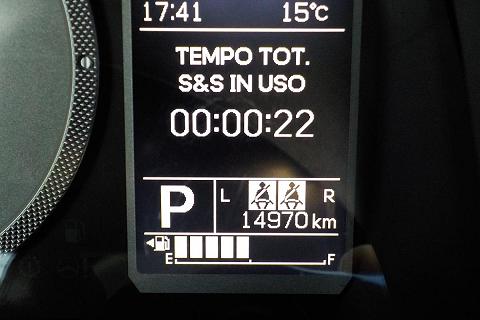 17:41 15°C
TEMPO TOT.
S&S IN USO
00:00:22
P L R
14970 km
E F